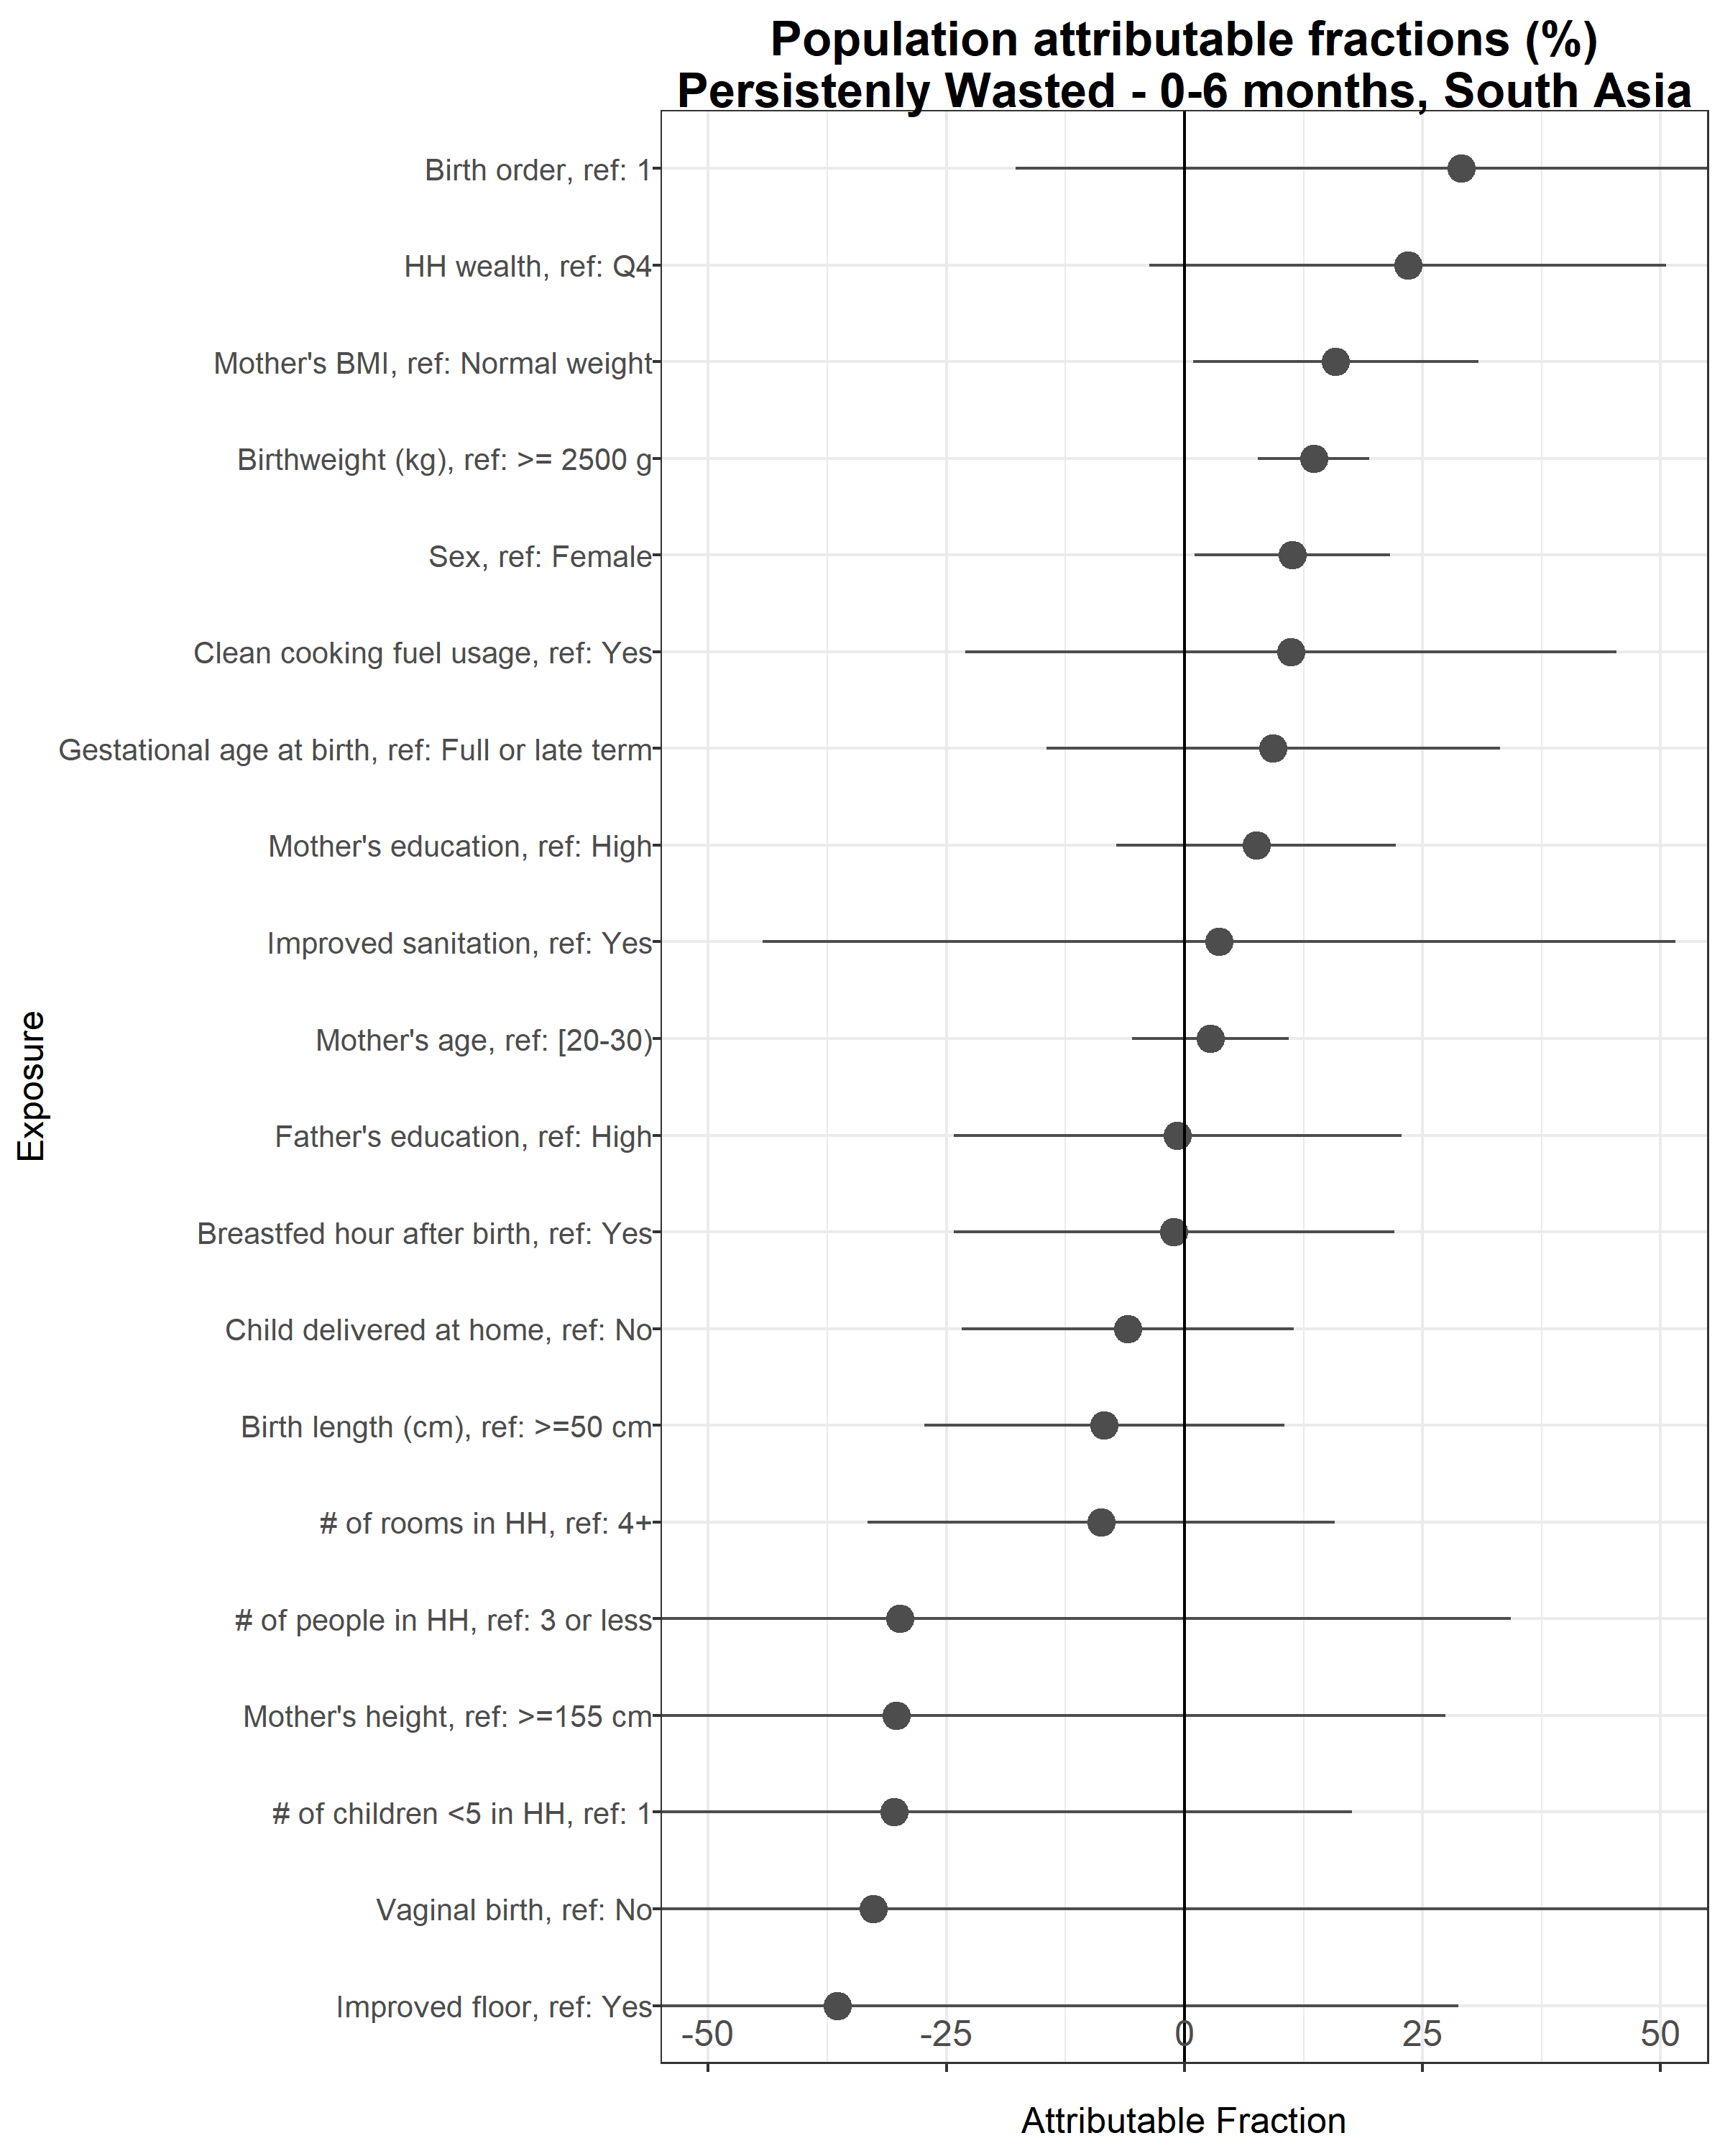 Population attributable fractions (%)
Persistenly Wasted - 0-6 months, South Asia
Birth order, ref: 1
HH wealth, ref: Q4
Mother's BMI, ref: Normal weight
Birthweight (kg), ref: >= 2500 g
Sex, ref: Female
Clean cooking fuel usage, ref: Yes
Gestational age at birth, ref: Full or late term
Mother's education, ref: High
Improved sanitation, ref: Yes
Mother's age, ref: [20-30)
Father's education, ref: High
Breastfed hour after birth, ref: Yes
Child delivered at home, ref: No
Birth length (cm), ref: >=50 cm
# of rooms in HH, ref: 4+
# of people in HH, ref: 3 or less
Mother's height, ref: >=155 cm
# of children <5 in HH, ref: 1
Vaginal birth, ref: No
Improved floor, ref: Yes
Exposure
-50 -25 0 25 50
Attributable Fraction